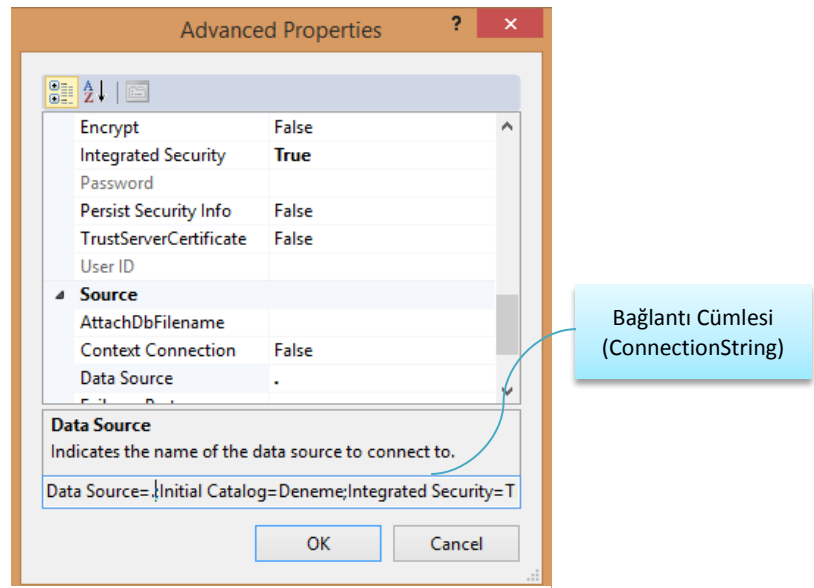 Advanced Properties
?
Encrypt False
Integrated Security True
Password
Persist Security Info False
TrustServerCertificate False
User ID
Source
AttachDbFilename
Context Connection False
Data Source .
Data Source
Indicates the name of the data source to connect to.
Data Source=.;Initial Catalog=Deneme;Integrated Security=T
OK Cancel
Bağlantı Cümlesi
(ConnectionString)